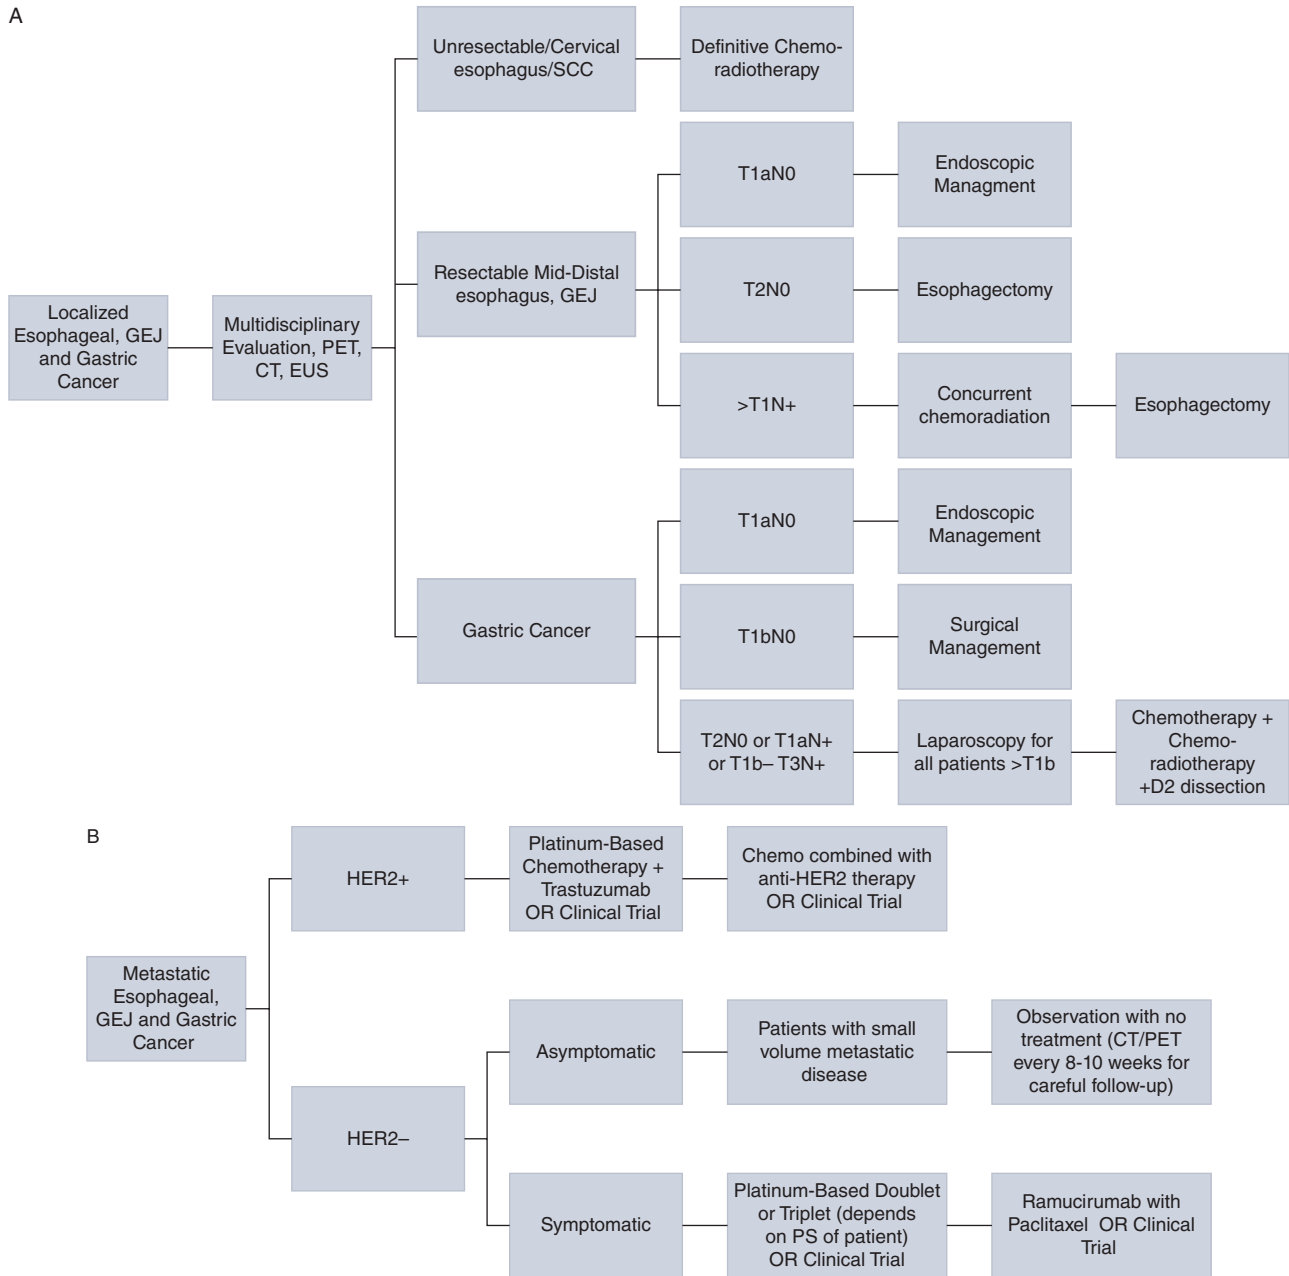 A
Unresectable/Cervical
esophagus/SCC
Definitive Chemo-
radiotherapy
T1aN0
Endoscopic
Managment
Resectable Mid-Distal
esophagus, GEJ
T2N0
Esophagectomy
Localized
Esophageal, GEJ
and Gastric
Cancer
Multidisciplinary
Evaluation, PET,
CT, EUS
>T1N+
Concurrent
chemoradiation
Esophagectomy
T1aN0
Endoscopic
Management
Gastric Cancer
T1bN0
Surgical
Management
T2N0 or T1aN+
or T1b– T3N+
Laparoscopy for
all patients >T1b
Chemotherapy +
Chemo-
radiotherapy
+D2 dissection
B
HER2+
Platinum-Based
Chemotherapy +
Trastuzumab
OR Clinical Trial
Chemo combined with
anti-HER2 therapy
OR Clinical Trial
Metastatic
Esophageal,
GEJ and Gastric
Cancer
Asymptomatic
Patients with small
volume metastatic
disease
Observation with no
treatment (CT/PET
every 8-10 weeks for
careful follow-up)
HER2–
Symptomatic
Platinum-Based Doublet
or Triplet (depends
on PS of patient)
OR Clinical Trial
Ramucirumab with
Paclitaxel OR Clinical
Trial